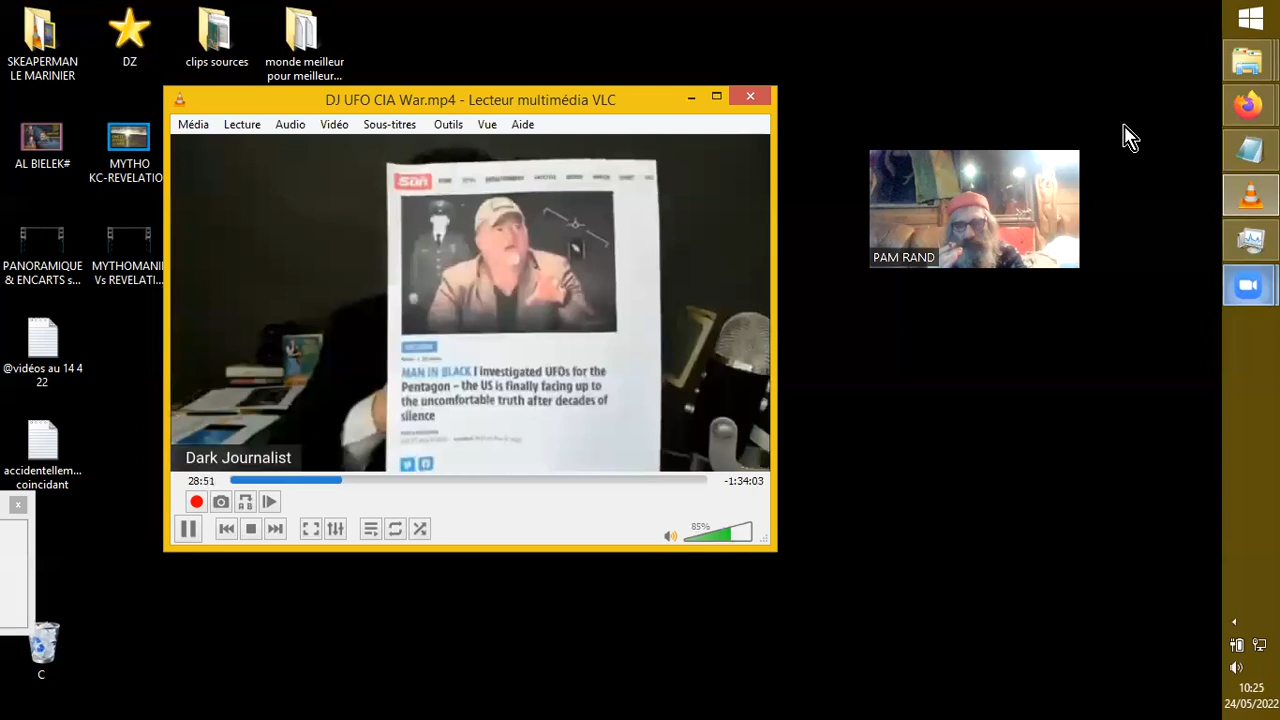 SKEAPERMAN
LE MARINIER
DZ
clips sources
monde meilleur
pour meilleur...
AL BIELEK#
MYTHO
KC-REVELATIO
PANORAMIQUE
& ENCARTS s...
MYTHOMANI
Vs REVELATI
@vidéos au 14 4
22
accidentellem...
coincidant
C
DJ UFO CIA War.mp4 - Lecteur multimédia VLC
Média Lecture Audio Vidéo Sous-titres Outils Vue Aide
Sun
MAN IN BLACK I investigated UFOs for the
Pentagon – the US is finally facing up to
the uncomfortable truth after decades of
silence
Dark Journalist
28:51
-1:34:03
85%
PAM RAND
10:25
24/05/2022